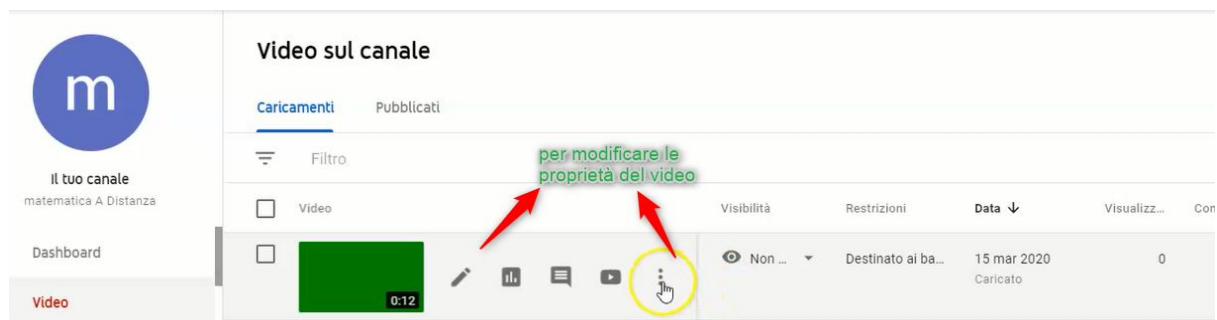 m
Il tuo canale
matematica A Distanza
Dashboard
Video
Video sul canale
Caricamenti Pubblicati
Filtro
per modificare le
proprietà del video
Video Visibilità Restrizioni Data Visualizz... Con
0:12 Non ... Destinato ai ba... 15 mar 2020 0
Caricato